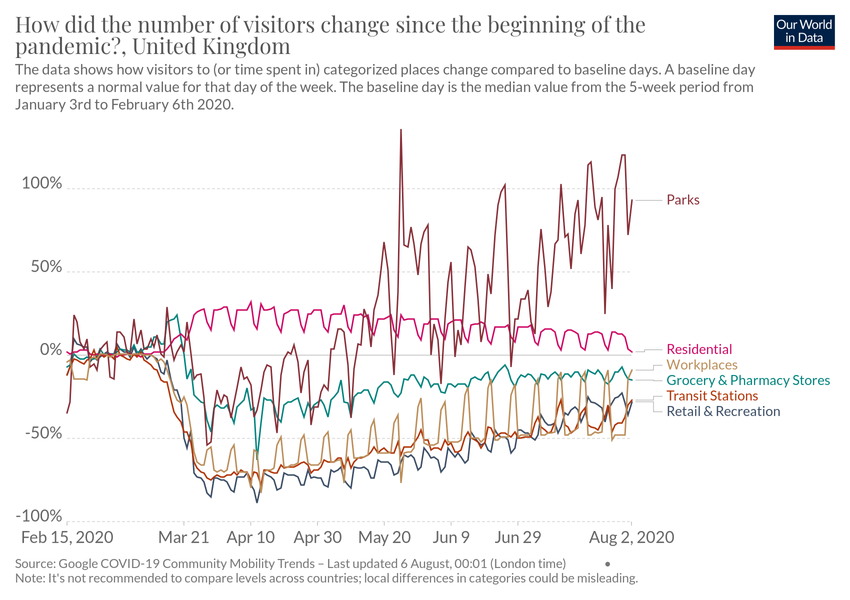 How did the number of visitors change since the beginning of the
pandemic?, United Kingdom
Our World
in Data
The data shows how visitors to (or time spent in) categorized places change compared to baseline days. A baseline day
represents a normal value for that day of the week. The baseline day is the median value from the 5-week period from
January 3rd to February 6th 2020.
100%
50%
0%
-50%
-100%
Parks
Residential
Workplaces
Grocery & Pharmacy Stores
Transit Stations
Retail & Recreation
Feb 15, 2020
Mar 21
Apr 10
Apr 30
May 20
Jun 9
Jun 29
Aug 2, 2020
Source: Google COVID-19 Community Mobility Trends – Last updated 6 August, 00:01 (London time)
Note: It's not recommended to compare levels across countries; local differences in categories could be misleading.